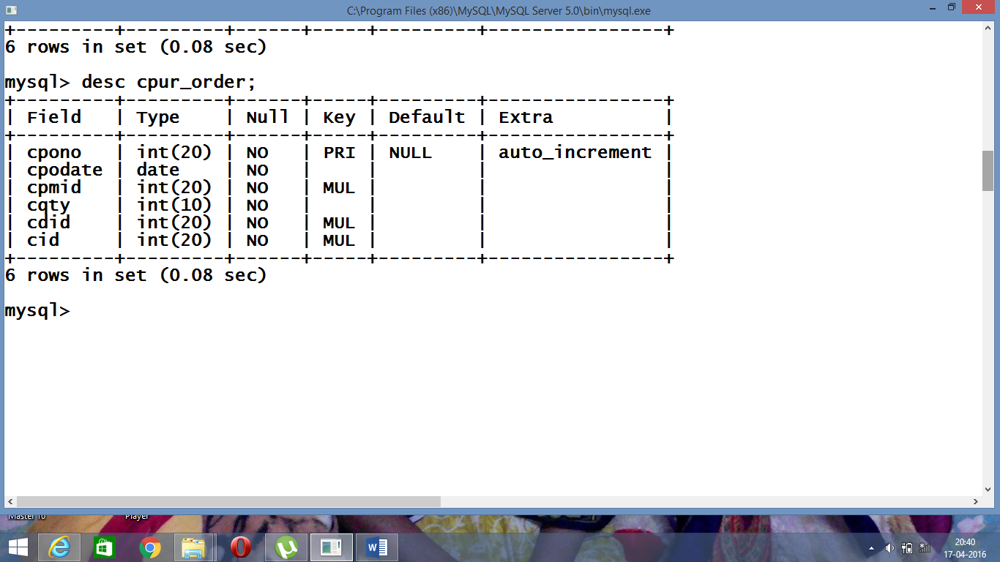 C:\Program Files (x86)\MySQL\MySQL Server 5.0\bin\mysql.exe
+---------+---------+------+-----+---------+----------------+
6 rows in set (0.08 sec)
mysql> desc cpur_order;
+---------+---------+------+-----+---------+----------------+
| Field   | Type    | Null | Key | Default | Extra          |
+---------+---------+------+-----+---------+----------------+
| cpono   | int(20) | NO   | PRI | NULL    | auto_increment |
| cpodate | date    | NO   |     |         |                |
| cpmid   | int(20) | NO   | MUL |         |                |
| cqty    | int(10) | NO   |     |         |                |
| cdid    | int(20) | NO   | MUL |         |                |
| cid     | int(20) | NO   | MUL |         |                |
+---------+---------+------+-----+---------+----------------+
6 rows in set (0.08 sec)
mysql>
Master 10 Player
20:40
17-04-2016